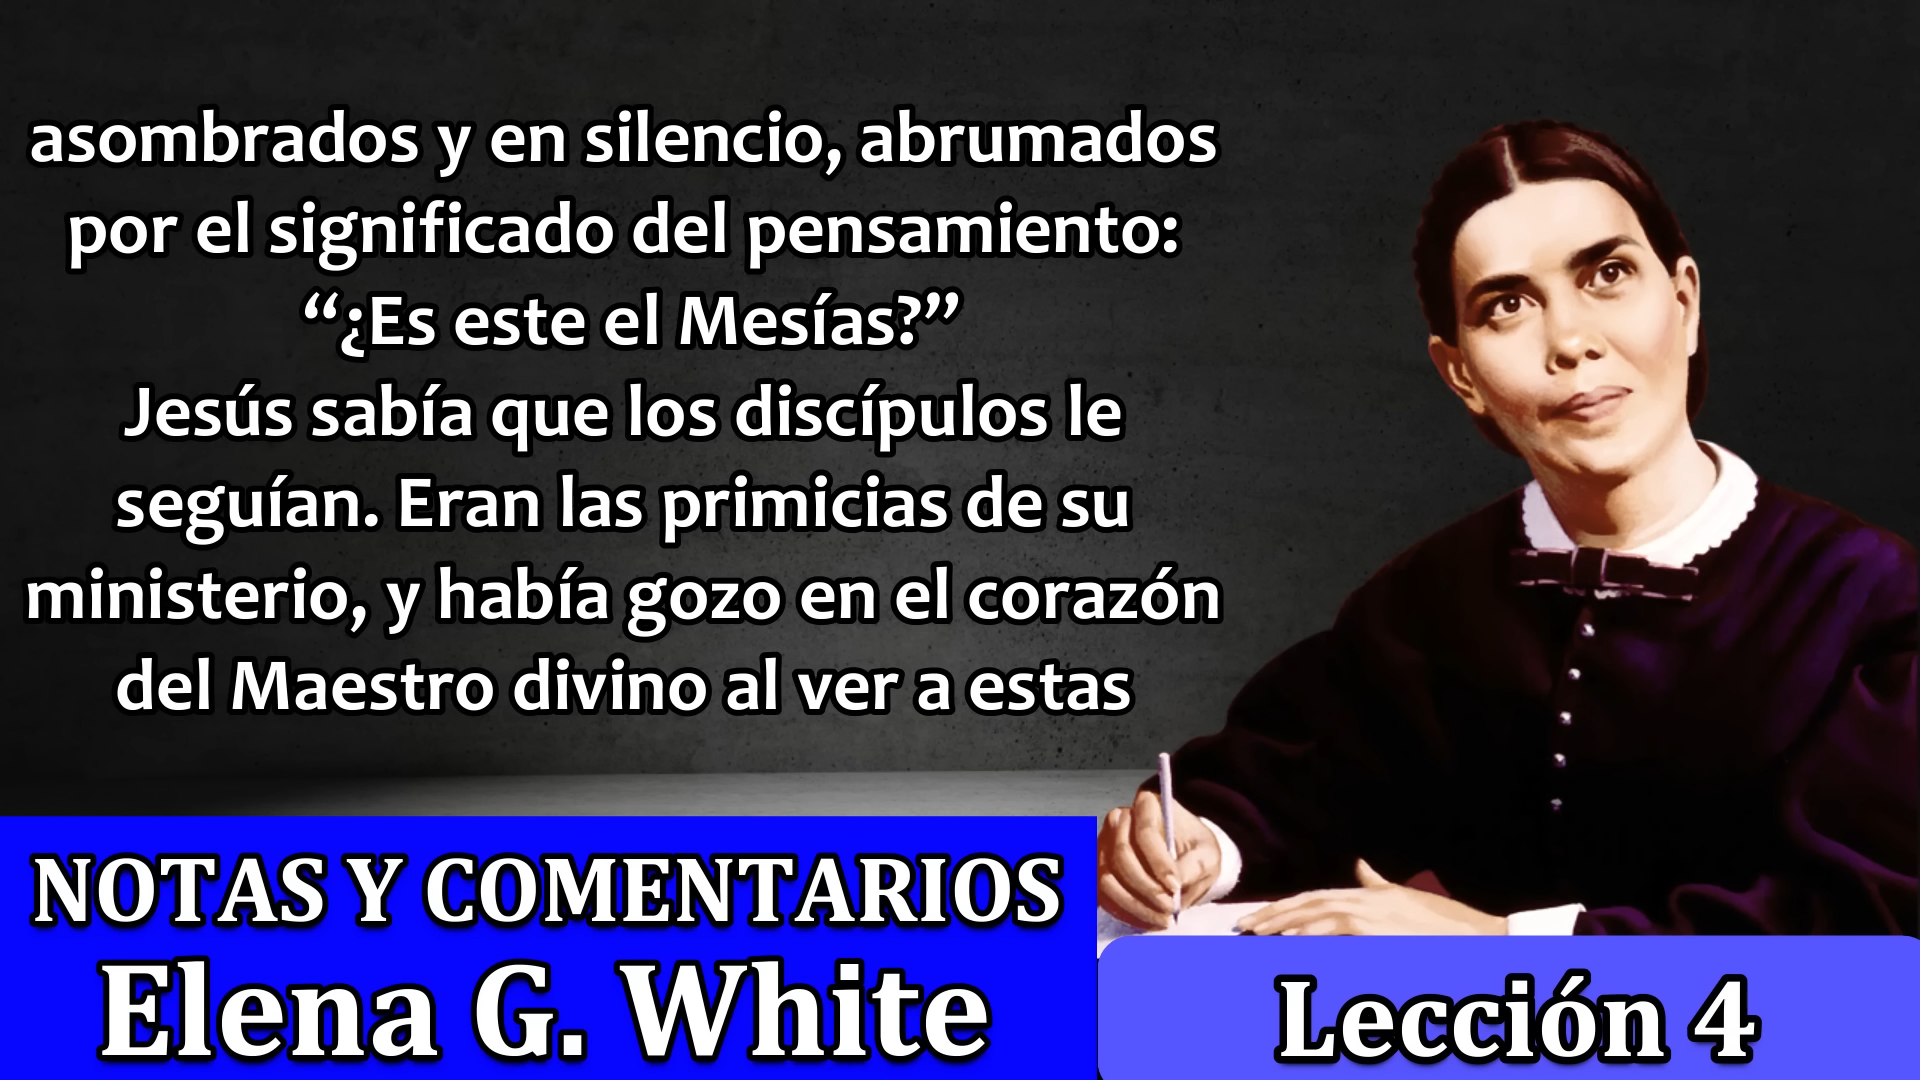 asombrados y en silencio, abrumados
por el significado del pensamiento:
“¿Es este el Mesías?”
Jesús sabía que los discípulos le
seguían. Eran las primicias de su
ministerio, y había gozo en el corazón
del Maestro divino al ver a estas
NOTAS Y COMENTARIOS
Elena G. White
Lección 4